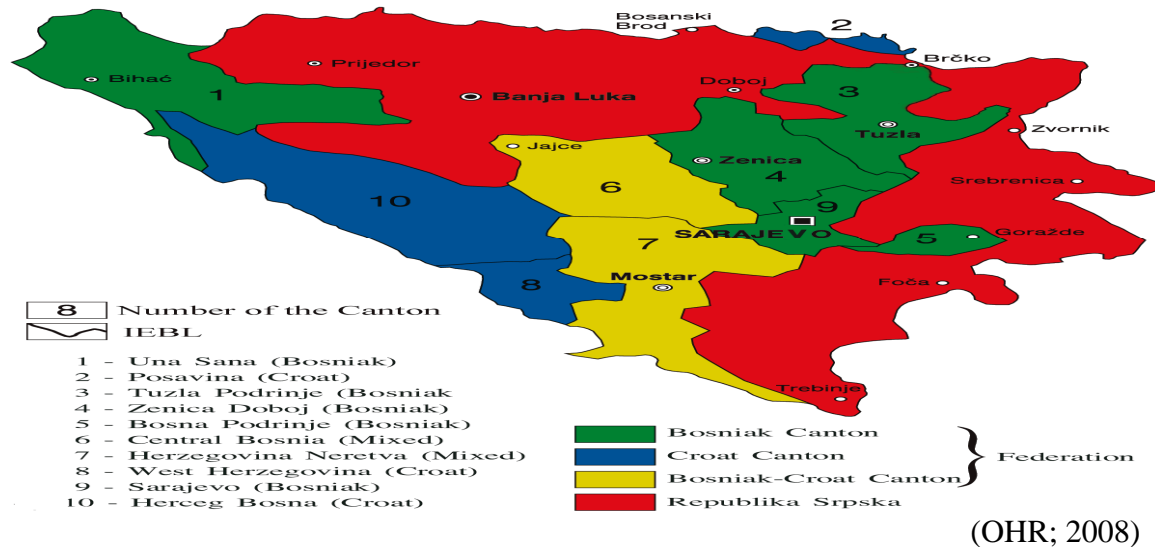 Bosanski
Brod
2
Prijedor
Brčko
Bihać
Doboj
1
Banja Luka
3
Tuzla
Zvornik
Jajce
Zenica
4
Srebrenica
6
10
9
SARAJEVO
5
Goražde
7
Mostar
8
Foča
8 Number of the Canton
IEBL
1 - Una Sana (Bosniak)
2 - Posavina (Croat)
3 - Tuzla Podrinje (Bosniak
4 - Zenica Doboj (Bosniak)
5 - Bosna Podrinje (Bosniak)
6 - Central Bosnia (Mixed)
7 - Herzegovina Neretva (Mixed)
8 - West Herzegovina (Croat)
9 - Sarajevo (Bosniak)
10 - Herceg Bosna (Croat)
Trebinje
Bosniak Canton
Croat Canton
Bosniak-Croat Canton
Federation
Republika Srpska
(OHR; 2008)